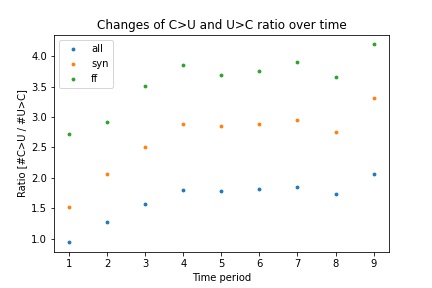 Changes of C>U and U>C ratio over time
all
syn
ff
Ratio [#C>U / #U>C]
4.0
3.5
3.0
2.5
2.0
1.5
1.0
1 2 3 4 5 6 7 8 9
Time period